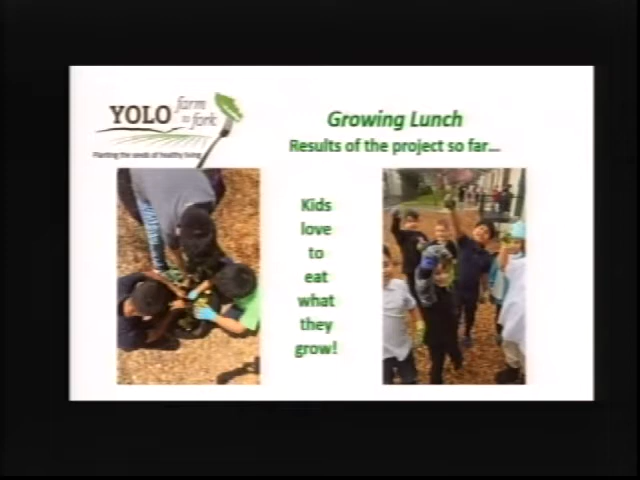 YOLO farm to fork
Planting the seeds of healthy living
Growing Lunch
Results of the project so far...
Kids
love
to
eat
what
they
grow!